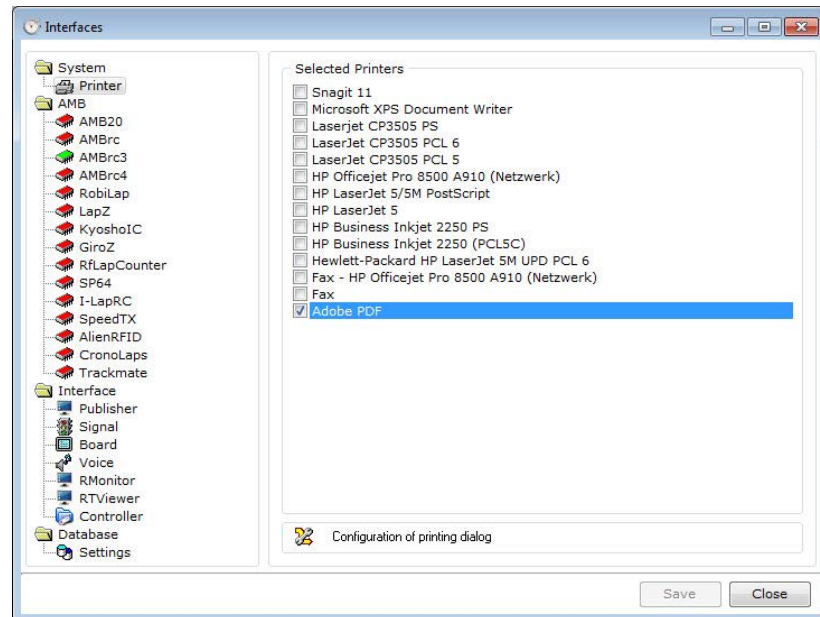 Interfaces
System
Printer
AMB
AMB20
AMBrc
AMBrc3
AMBrc4
RobiLap
LapZ
KyoshoIC
GiroZ
RfLapCounter
SP64
I-LapRC
SpeedTX
AlienRFID
CronoLaps
Trackmate
Interface
Publisher
Signal
Board
Voice
RMonitor
RTViewer
Controller
Database
Settings
Selected Printers
Snagit 11
Microsoft XPS Document Writer
Laserjet CP3505 PS
LaserJet CP3505 PCL 6
LaserJet CP3505 PCL 5
HP Officejet Pro 8500 A910 (Netzwerk)
HP LaserJet 5/5M PostScript
HP LaserJet 5
HP Business Inkjet 2250 PS
HP Business Inkjet 2250 (PCL5C)
Hewlett-Packard HP LaserJet 5M UPD PCL 6
Fax - HP Officejet Pro 8500 A910 (Netzwerk)
Fax
Adobe PDF
Configuration of printing dialog
Save
Close